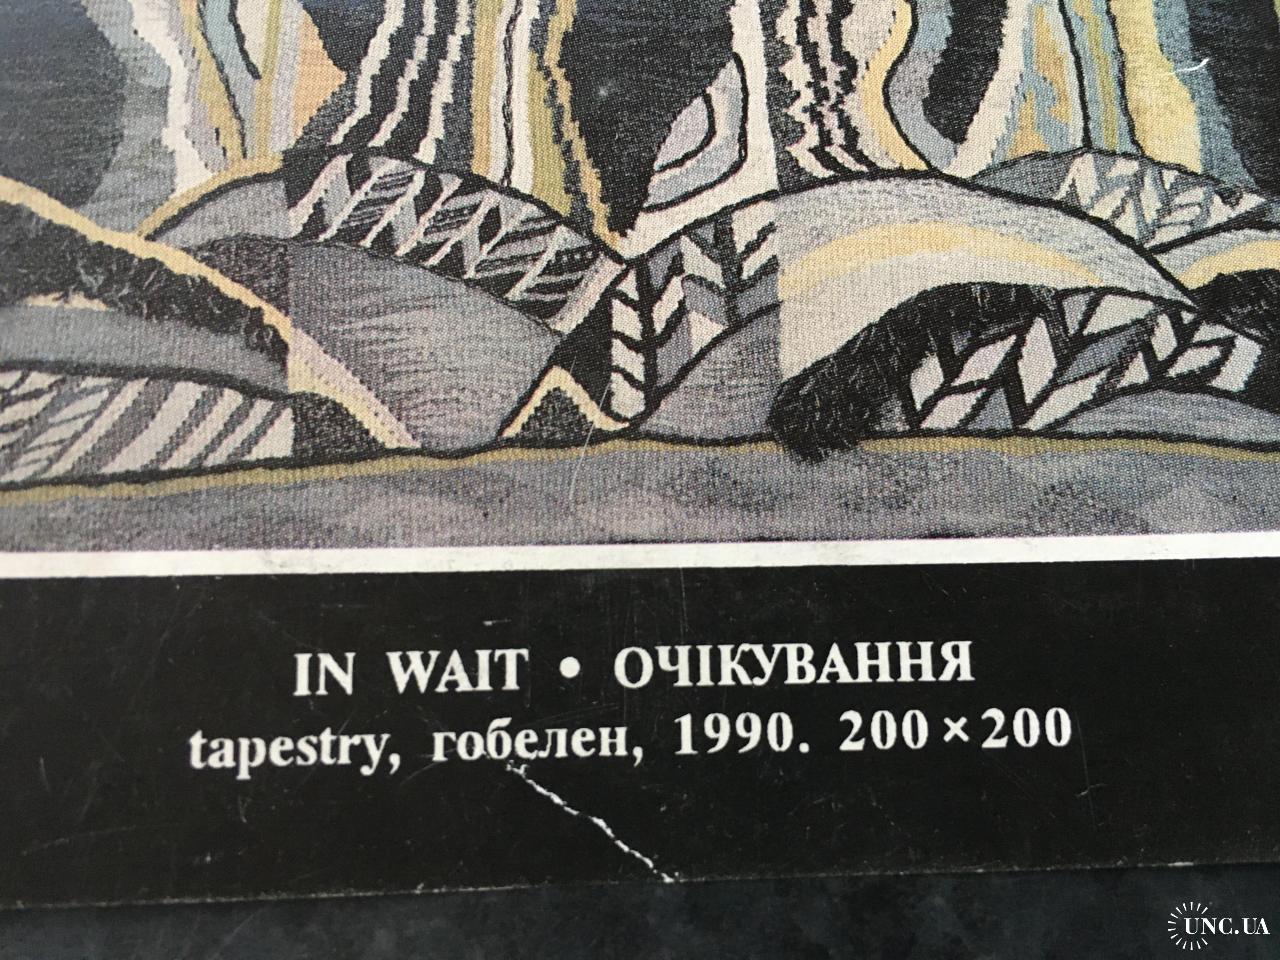 IN WAIT • ОЧІКУВАННЯ
tapestry, гобелен, 1990. 200×200
UNC.UA